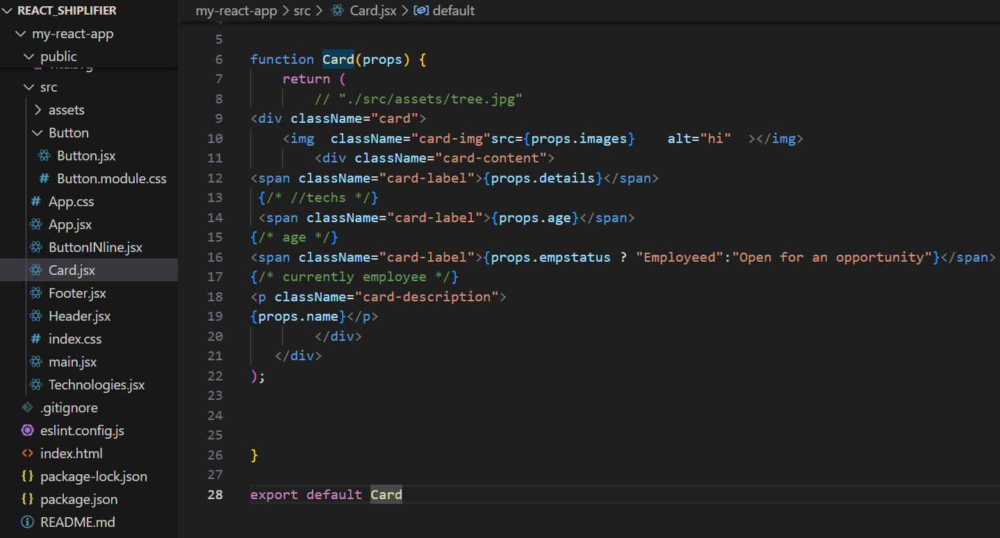 REACT_SHIPLIFIER
my-react-app
public
src
assets
Button
Button.jsx
# Button.module.css
# App.css
App.jsx
ButtonINline.jsx
Card.jsx
Footer.jsx
Header.jsx
# index.css
main.jsx
Technologies.jsx
.gitignore
eslint.config.js
<> index.html
{} package-lock.json
{} package.json
README.md
my-react-app > src > Card.jsx > default
5
6 function Card(props) {
7     return (
8         // "./src/assets/tree.jpg"
9 <div className="card">
10     <img  className="card-img"src={props.images}    alt="hi"  ></img>
11         <div className="card-content">
12 <span className="card-label">{props.details}</span>
13  {/* //techs */}
14  <span className="card-label">{props.age}</span>
15 {/* age */}
16 <span className="card-label">{props.empstatus ? "Employeed":"Open for an opportunity"}</span>
17 {/* currently employee */}
18 <p className="card-description">
19 {props.name}</p>
20         </div>
21    </div>
22 );
23
24
25
26 }
27
28 export default Card